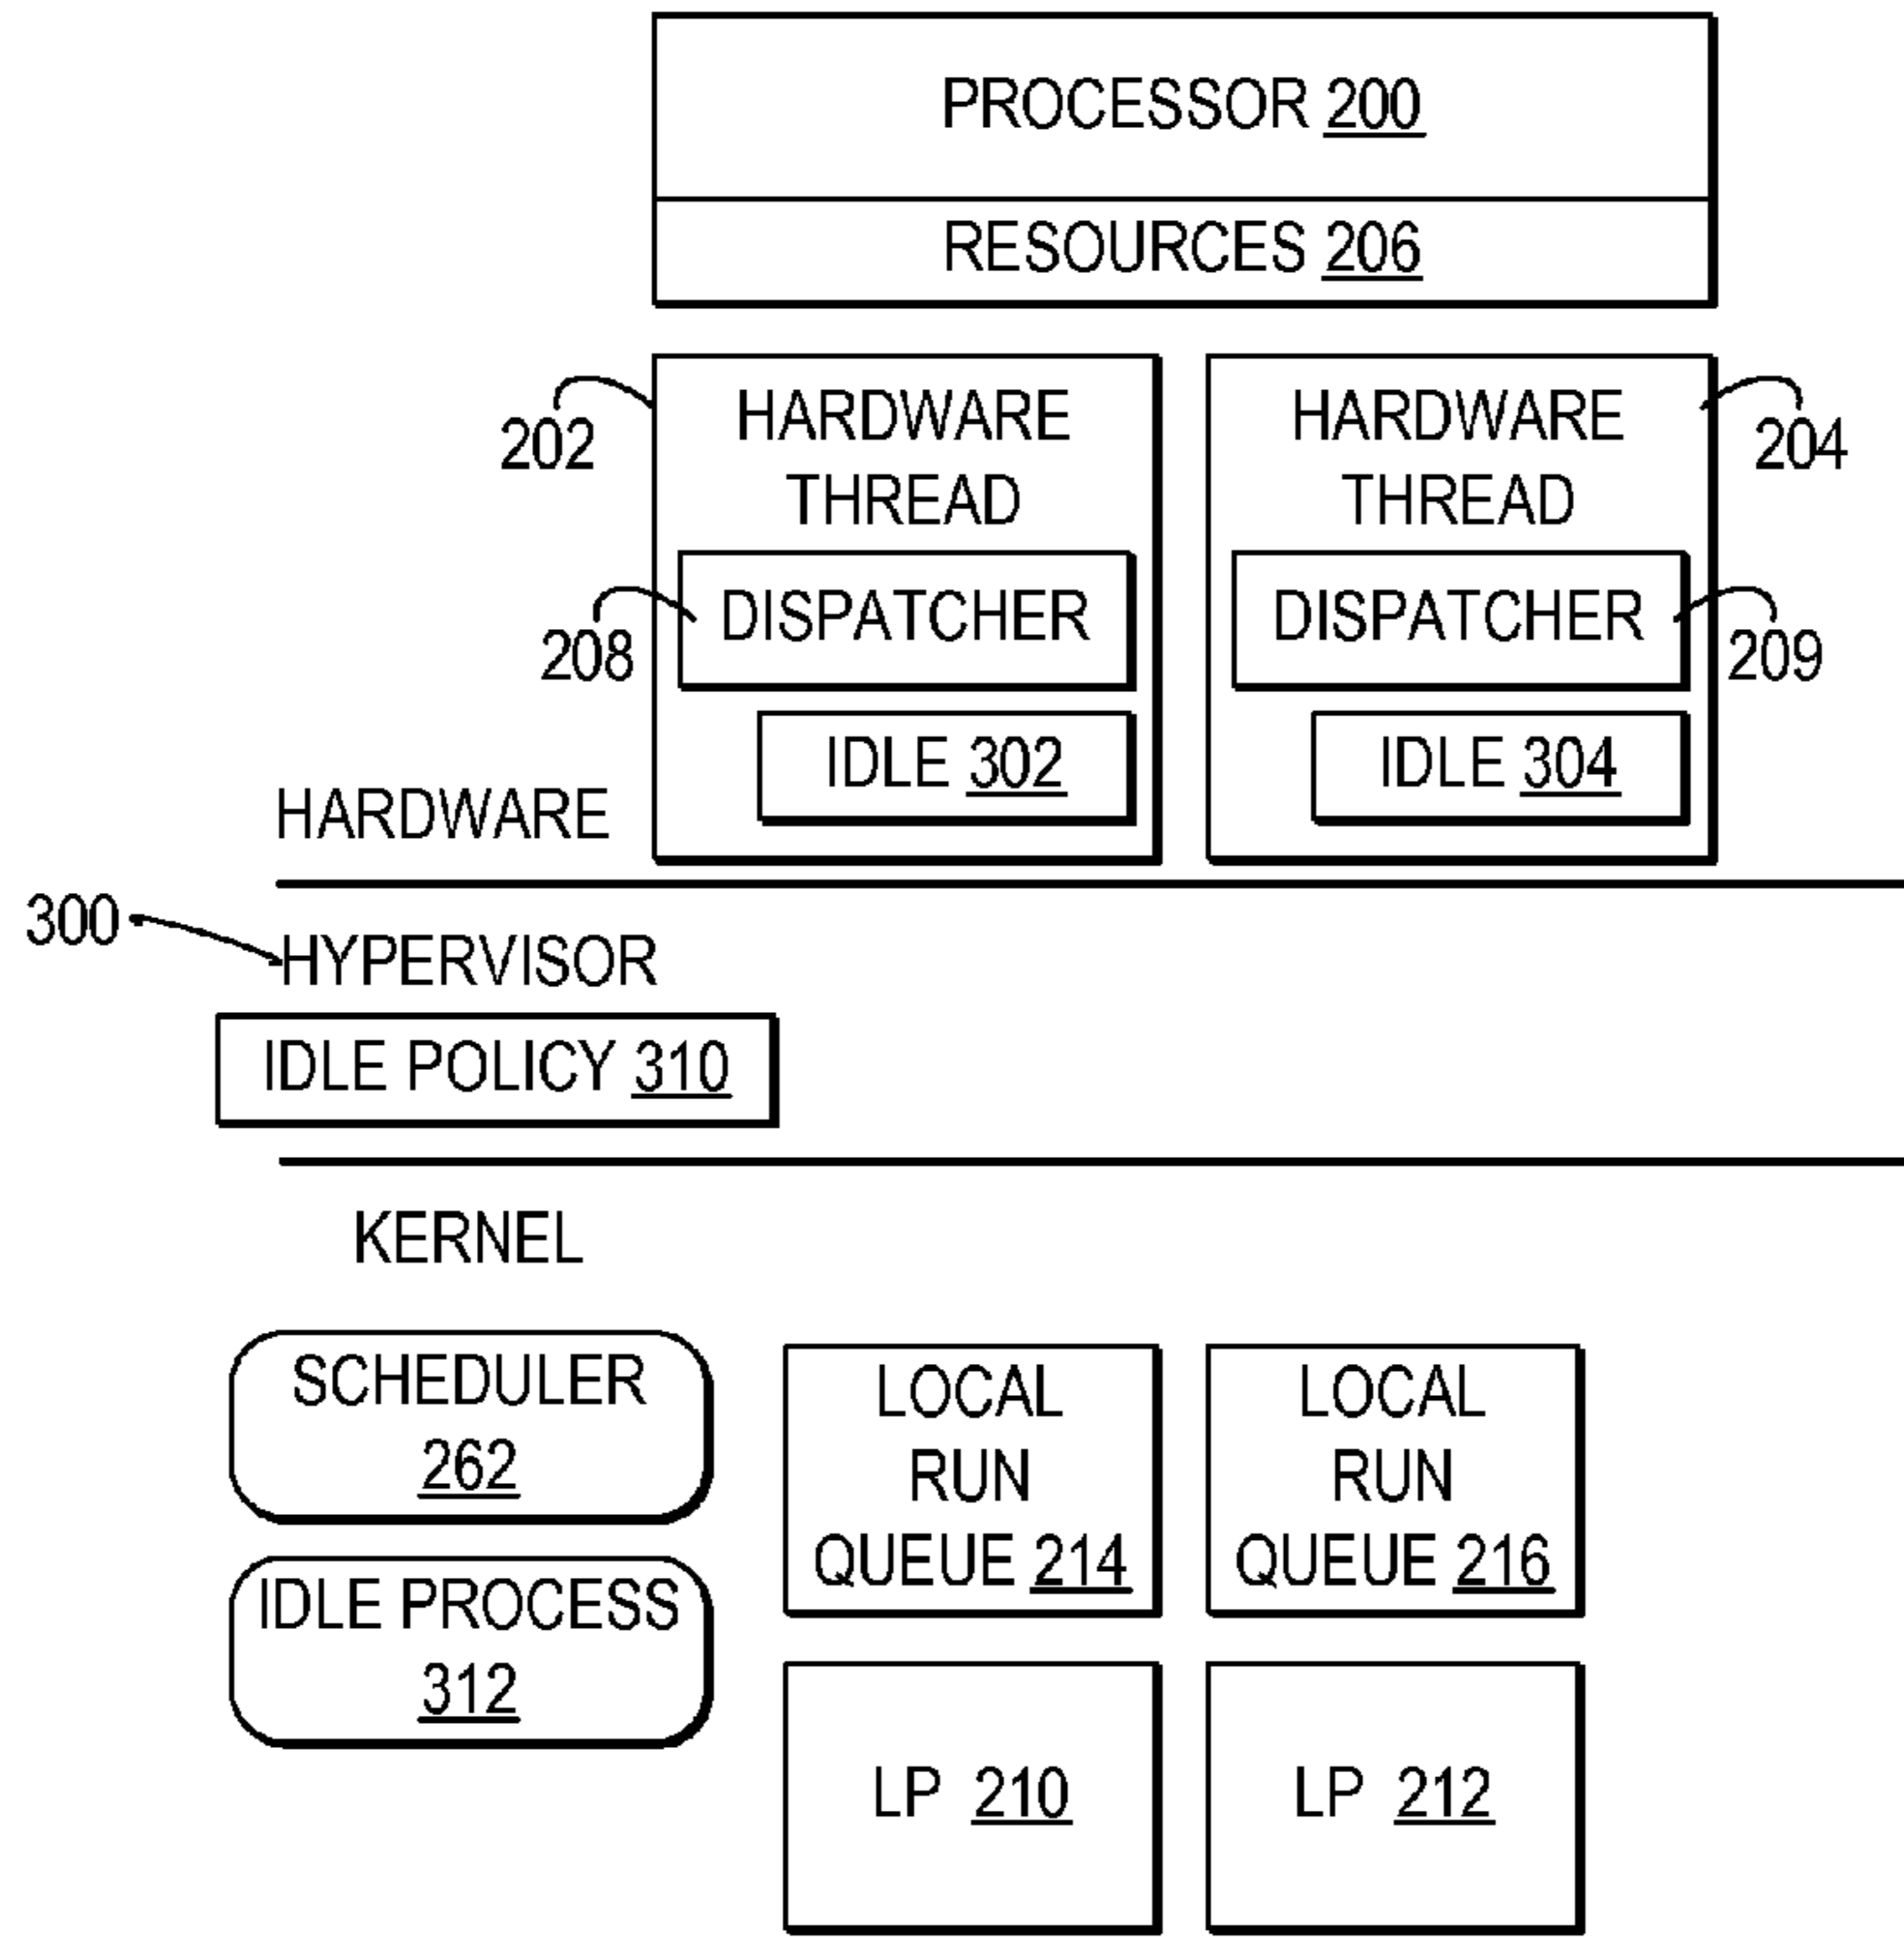 PROCESSOR 200
RESOURCES 206
HARDWARE
THREAD
202
DISPATCHER
208
IDLE 302
HARDWARE
THREAD
204
DISPATCHER
209
IDLE 304
HARDWARE
300
HYPERVISOR
IDLE POLICY 310
KERNEL
SCHEDULER
262
IDLE PROCESS
312
LOCAL
RUN
QUEUE 214
LOCAL
RUN
QUEUE 216
LP 210
LP 212